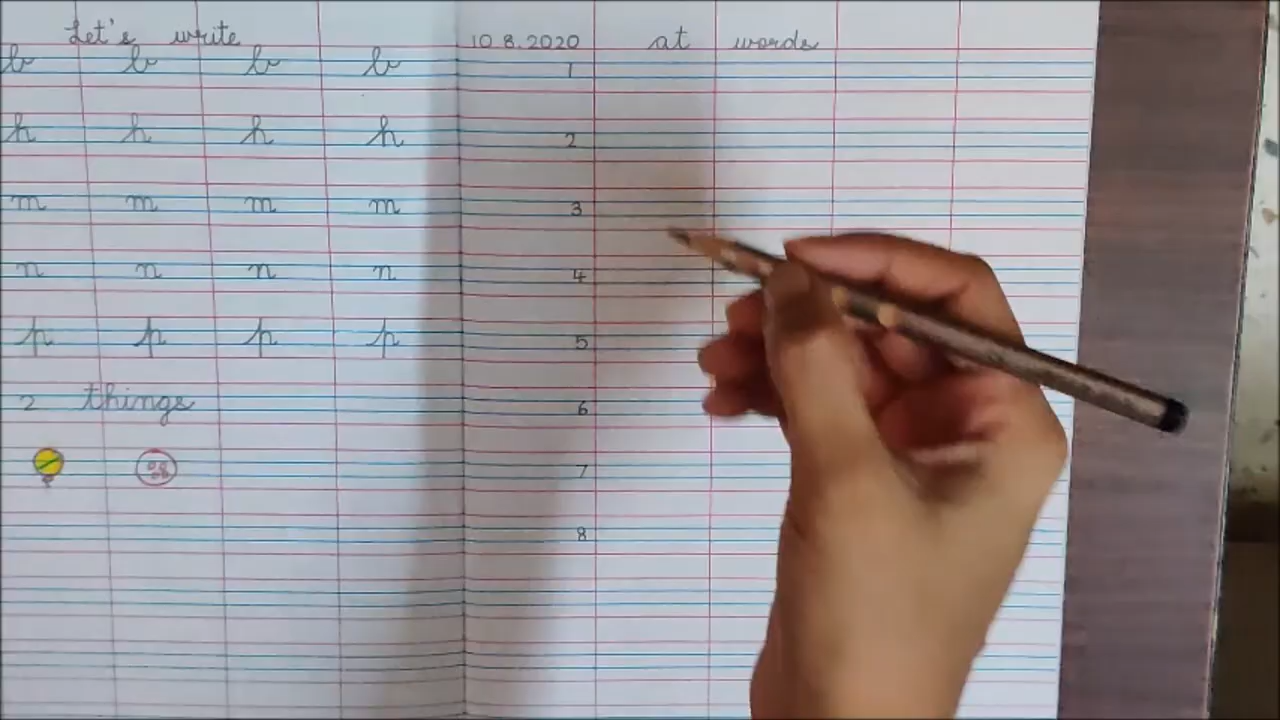 Let's write
b b b b
h h h h
m m m m
n n n n
p p p p
2 things
10.8.2020 at words
1
2
3
4
5
6
7
8